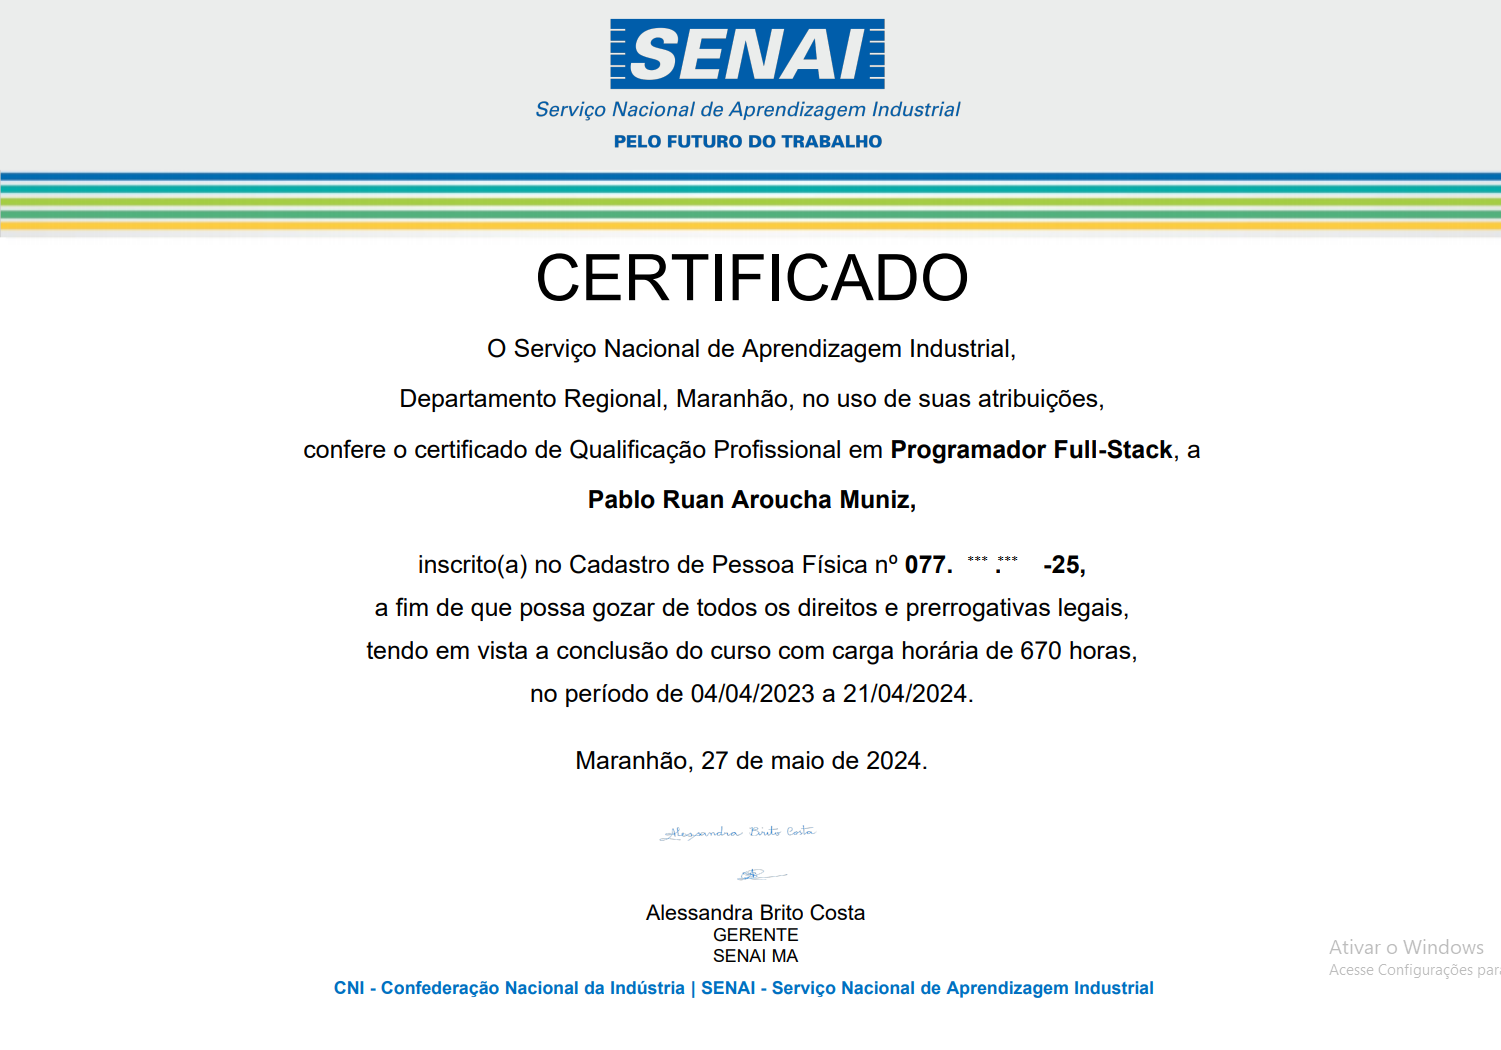 SENAI
Serviço Nacional de Aprendizagem Industrial
PELO FUTURO DO TRABALHO
CERTIFICADO
O Serviço Nacional de Aprendizagem Industrial,
Departamento Regional, Maranhão, no uso de suas atribuições,
confere o certificado de Qualificação Profissional em Programador Full-Stack, a
Pablo Ruan Aroucha Muniz,
inscrito(a) no Cadastro de Pessoa Física nº 077. *** .*** -25,
a fim de que possa gozar de todos os direitos e prerrogativas legais,
tendo em vista a conclusão do curso com carga horária de 670 horas,
no período de 04/04/2023 a 21/04/2024.
Maranhão, 27 de maio de 2024.
Alessandra Brito Costa
Alessandra Brito Costa
GERENTE
SENAI MA
Ativar o Windows
Acesse Configurações para
CNI - Confederação Nacional da Indústria | SENAI - Serviço Nacional de Aprendizagem Industrial